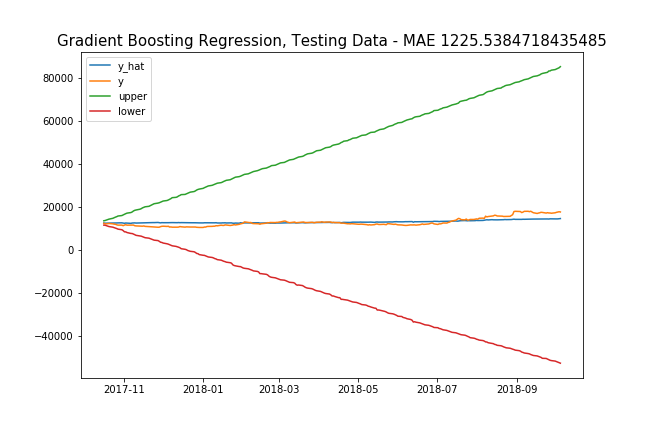 Gradient Boosting Regression, Testing Data - MAE 1225.5384718435485
y_hat
y
upper
lower
80000
60000
40000
20000
0
−20000
−40000
2017-11 2018-01 2018-03 2018-05 2018-07 2018-09